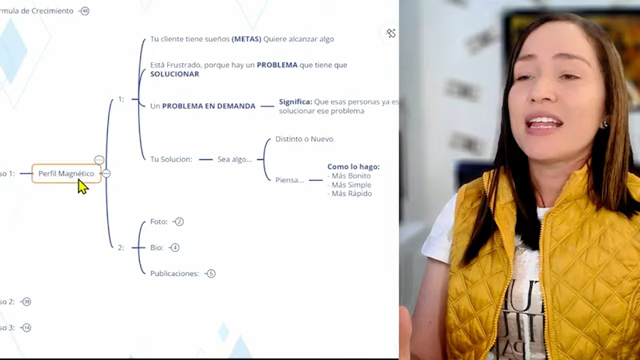 rmula de Crecimiento
Tu cliente tiene sueños (METAS) Quiere alcanzar algo
Está Frustrado, porque hay un PROBLEMA que tiene que
SOLUCIONAR
1:
Un PROBLEMA EN DEMANDA
Significa: Que esas personas ya es
solucionar ese problema
Tu Solucion:
Sea algo...
Distinto o Nuevo
Piensa...
Como lo hago:
- Más Bonito
- Más Simple
- Más Rápido
so 1:
Perfil Magnético
2:
Foto:
2
Bio:
4
Publicaciones:
so 2:
so 3: